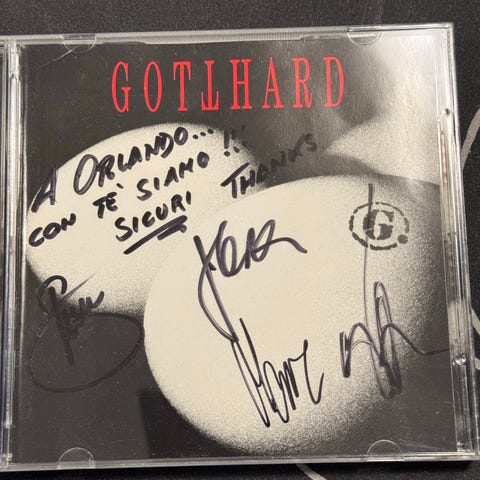 GOTTHARD
A ORLANDO...
CON TE' SIAMO !!!
SICURI THANKS
G.